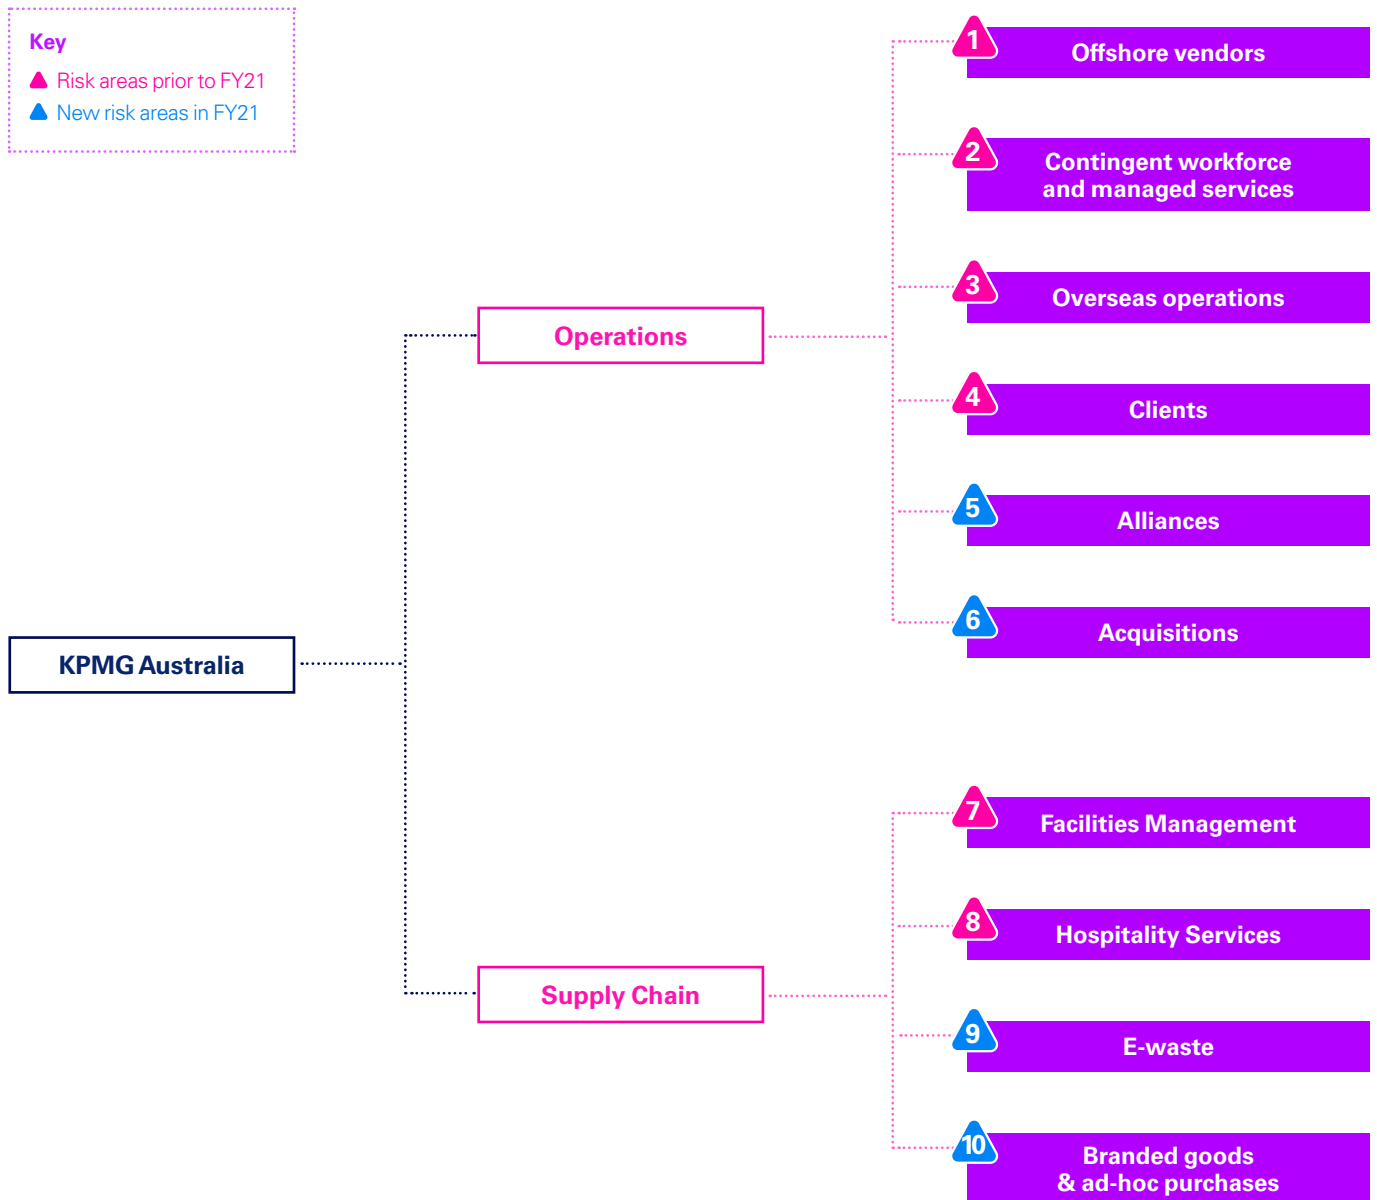 Key
Risk areas prior to FY21
New risk areas in FY21
KPMG Australia
Operations
1
Offshore vendors
2
Contingent workforce
and managed services
3
Overseas operations
4
Clients
5
Alliances
6
Acquisitions
Supply Chain
7
Facilities Management
8
Hospitality Services
9
E-waste
10
Branded goods
& ad-hoc purchases